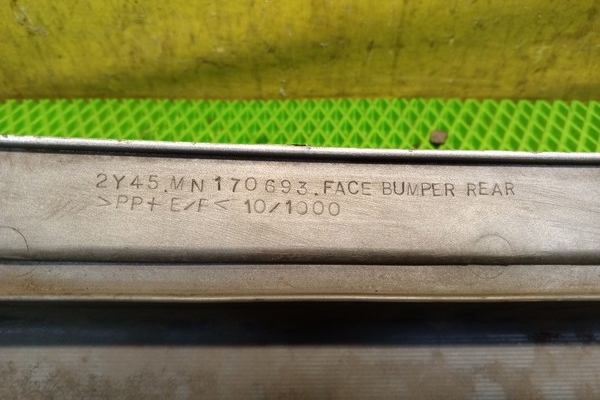 2Y45.MN170693.FACE BUMPER REAR
>PP+E/F< 10/1000